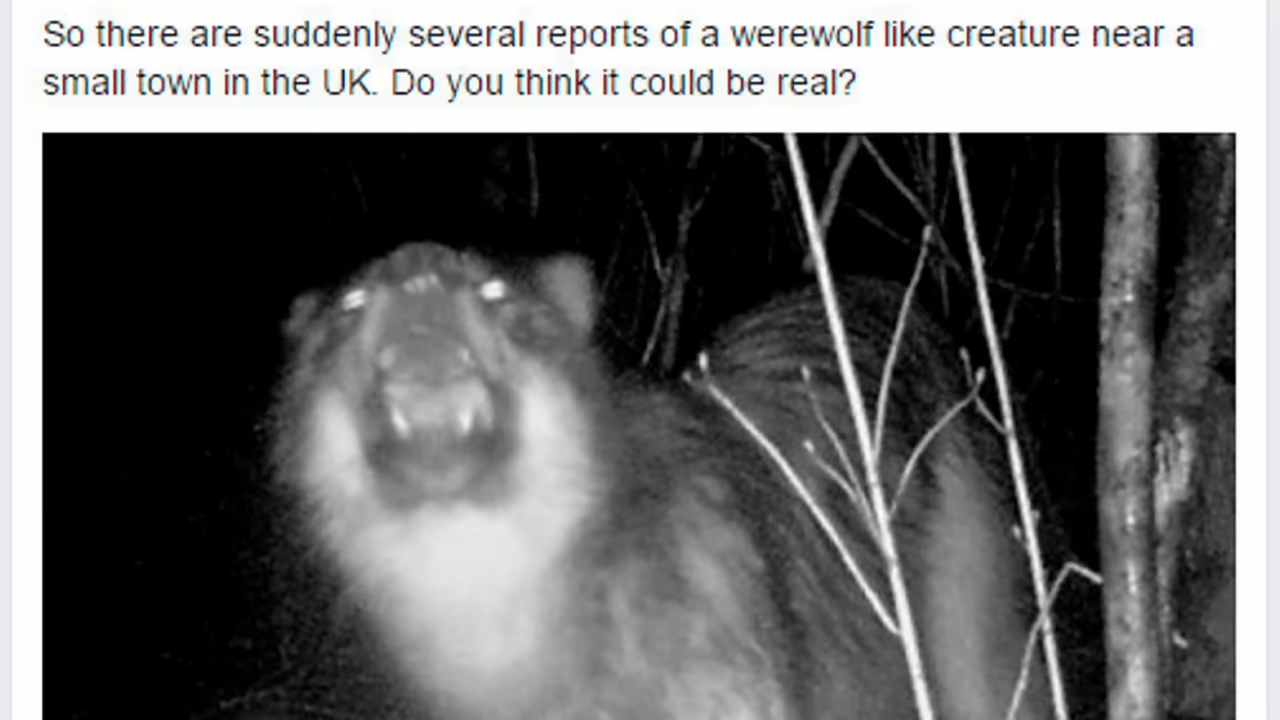 So there are suddenly several reports of a werewolf like creature near a
small town in the UK. Do you think it could be real?